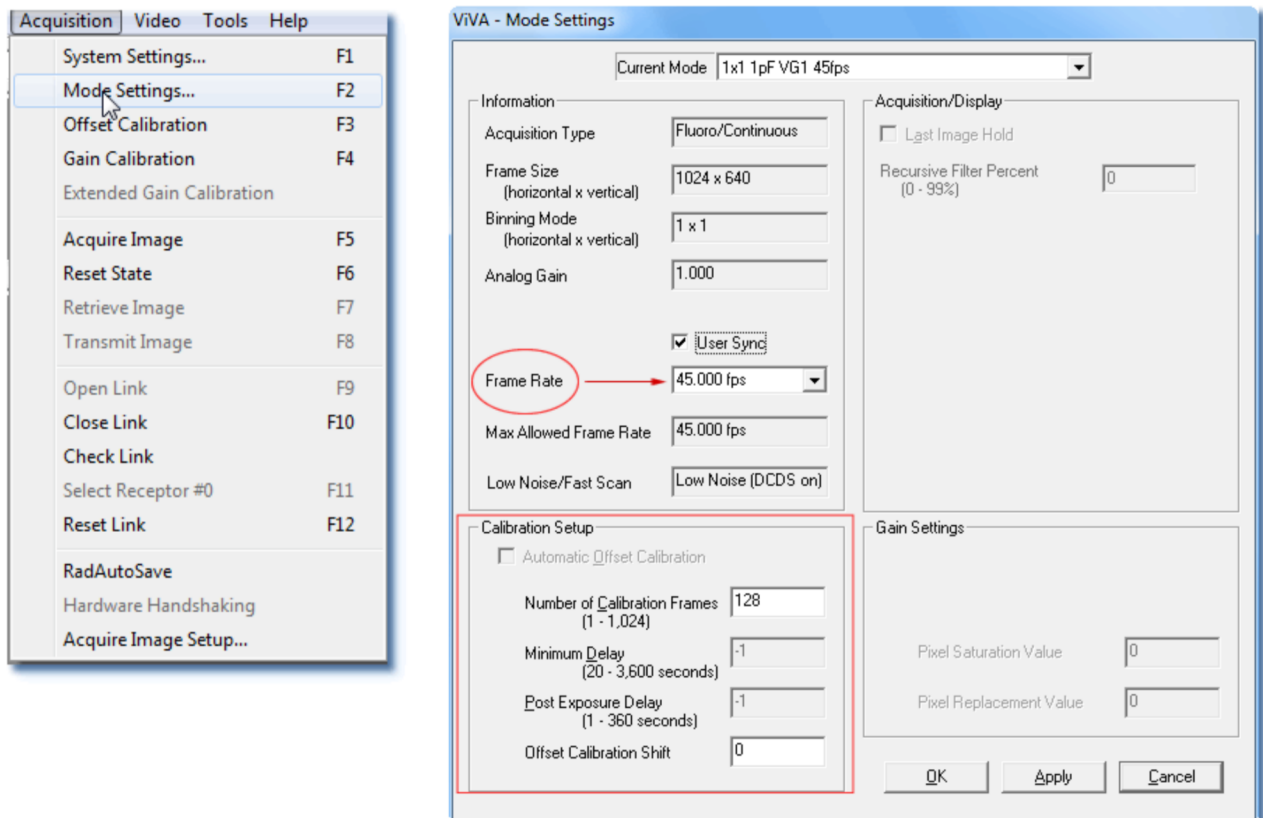 Acquisition Video Tools Help
System Settings... F1
Mode Settings... F2
Offset Calibration F3
Gain Calibration F4
Extended Gain Calibration
Acquire Image F5
Reset State F6
Retrieve Image F7
Transmit Image F8
Open Link F9
Close Link F10
Check Link
Select Receptor #0 F11
Reset Link F12
RadAutoSave
Hardware Handshaking
Acquire Image Setup...
ViVA - Mode Settings
Current Mode 1x1 1pF VG1 45fps
Information
Acquisition Type Fluoro/Continuous
Frame Size 1024 x 640
(horizontal x vertical)
Binning Mode 1 x 1
(horizontal x vertical)
Analog Gain 1.000
User Sync
Frame Rate 45.000 fps
Max Allowed Frame Rate 45.000 fps
Low Noise/Fast Scan Low Noise (DCDS on)
Acquisition/Display
Last Image Hold
Recursive Filter Percent 0
(0 - 99%)
Calibration Setup
Automatic Offset Calibration
Number of Calibration Frames 128
(1 - 1,024)
Minimum Delay -1
(20 - 3,600 seconds)
Post Exposure Delay -1
(1 - 360 seconds)
Offset Calibration Shift 0
Gain Settings
Pixel Saturation Value 0
Pixel Replacement Value 0
OK Apply Cancel